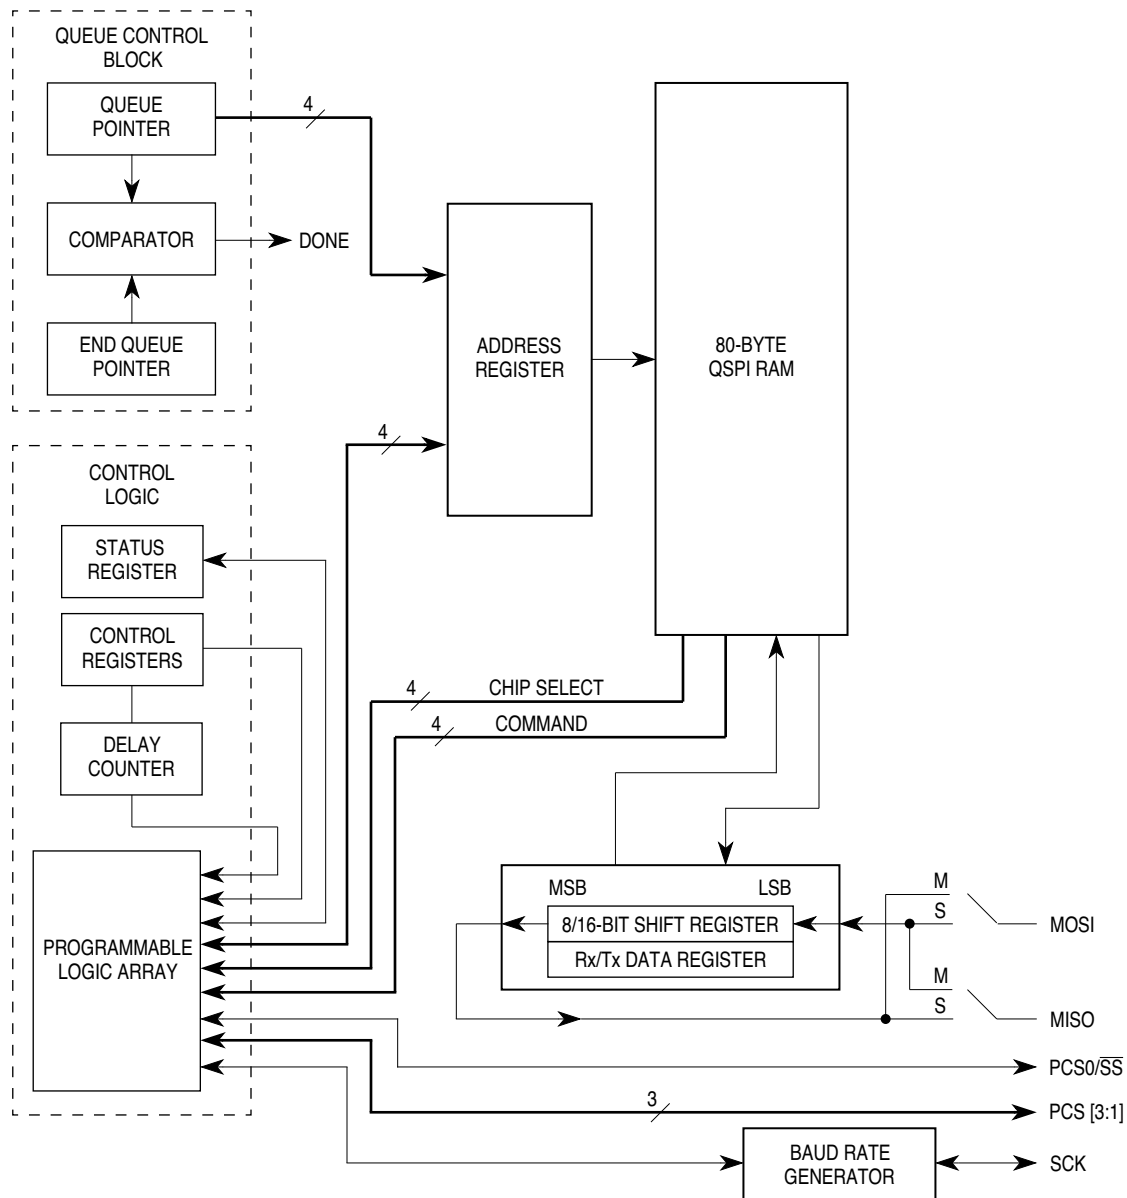 QUEUE CONTROL
BLOCK
QUEUE
POINTER
4
COMPARATOR
DONE
END QUEUE
POINTER
ADDRESS
REGISTER
80-BYTE
QSPI RAM
4
CONTROL
LOGIC
STATUS
REGISTER
CONTROL
REGISTERS
DELAY
COUNTER
4
CHIP SELECT
4
COMMAND
PROGRAMMABLE
LOGIC ARRAY
MSB
LSB
8/16-BIT SHIFT REGISTER
Rx/Tx DATA REGISTER
M
S
MOSI
M
S
MISO
PCS0/S̅S̅
3
PCS [3:1]
BAUD RATE
GENERATOR
SCK